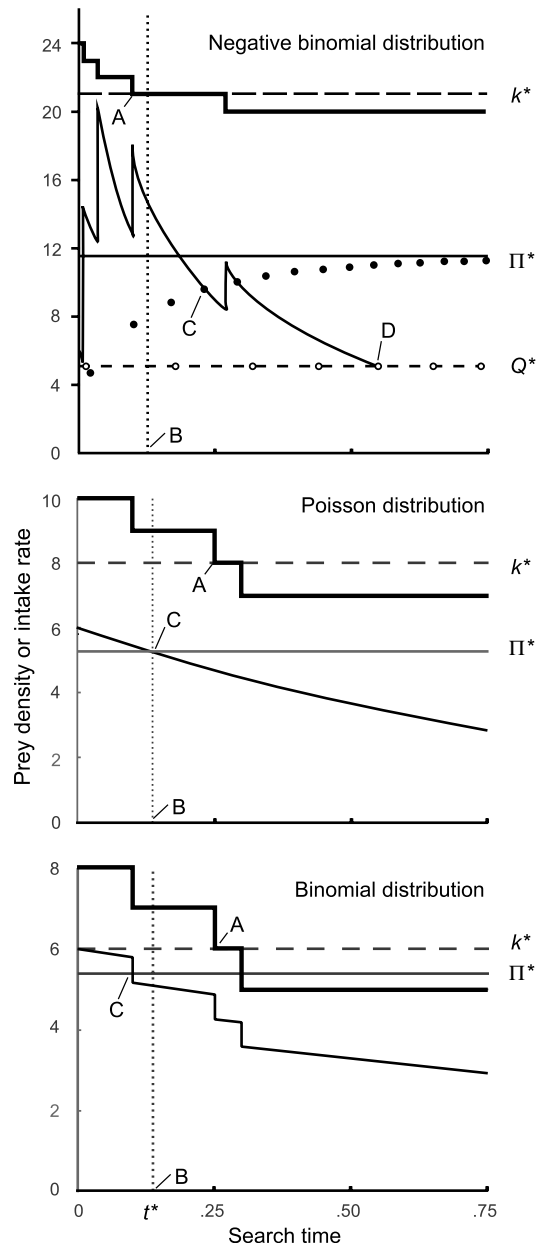 Negative binomial distribution
24
20
16
12
8
4
0
k*
Π*
Q*
A
B
C
D
Prey density or intake rate
Poisson distribution
10
8
6
4
2
0
k*
Π*
A
C
B
Binomial distribution
8
6
4
2
0
k*
Π*
A
C
B
0 t* .25 .50 .75
Search time